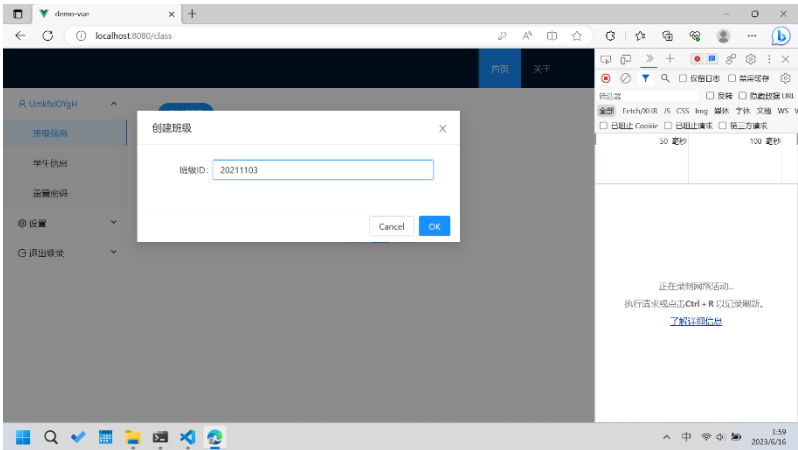 demo-vue
localhost:8080/class
首页 关于
UmkfxiOYgH
班级信息
学生信息
重置密码
设置
退出登录
创建班级
班级ID: 20211103
Cancel OK
保留日志 禁用缓存
筛选器 反转 隐藏数据 URL
全部 Fetch/XHR JS CSS Img 媒体 字体 文档 WS
已阻止 Cookie 已阻止请求 第三方请求
50 毫秒 100 毫秒
正在录制网络活动...
执行请求或点击Ctrl + R 以记录刷新。
了解详细信息
中
1:59
2023/6/16